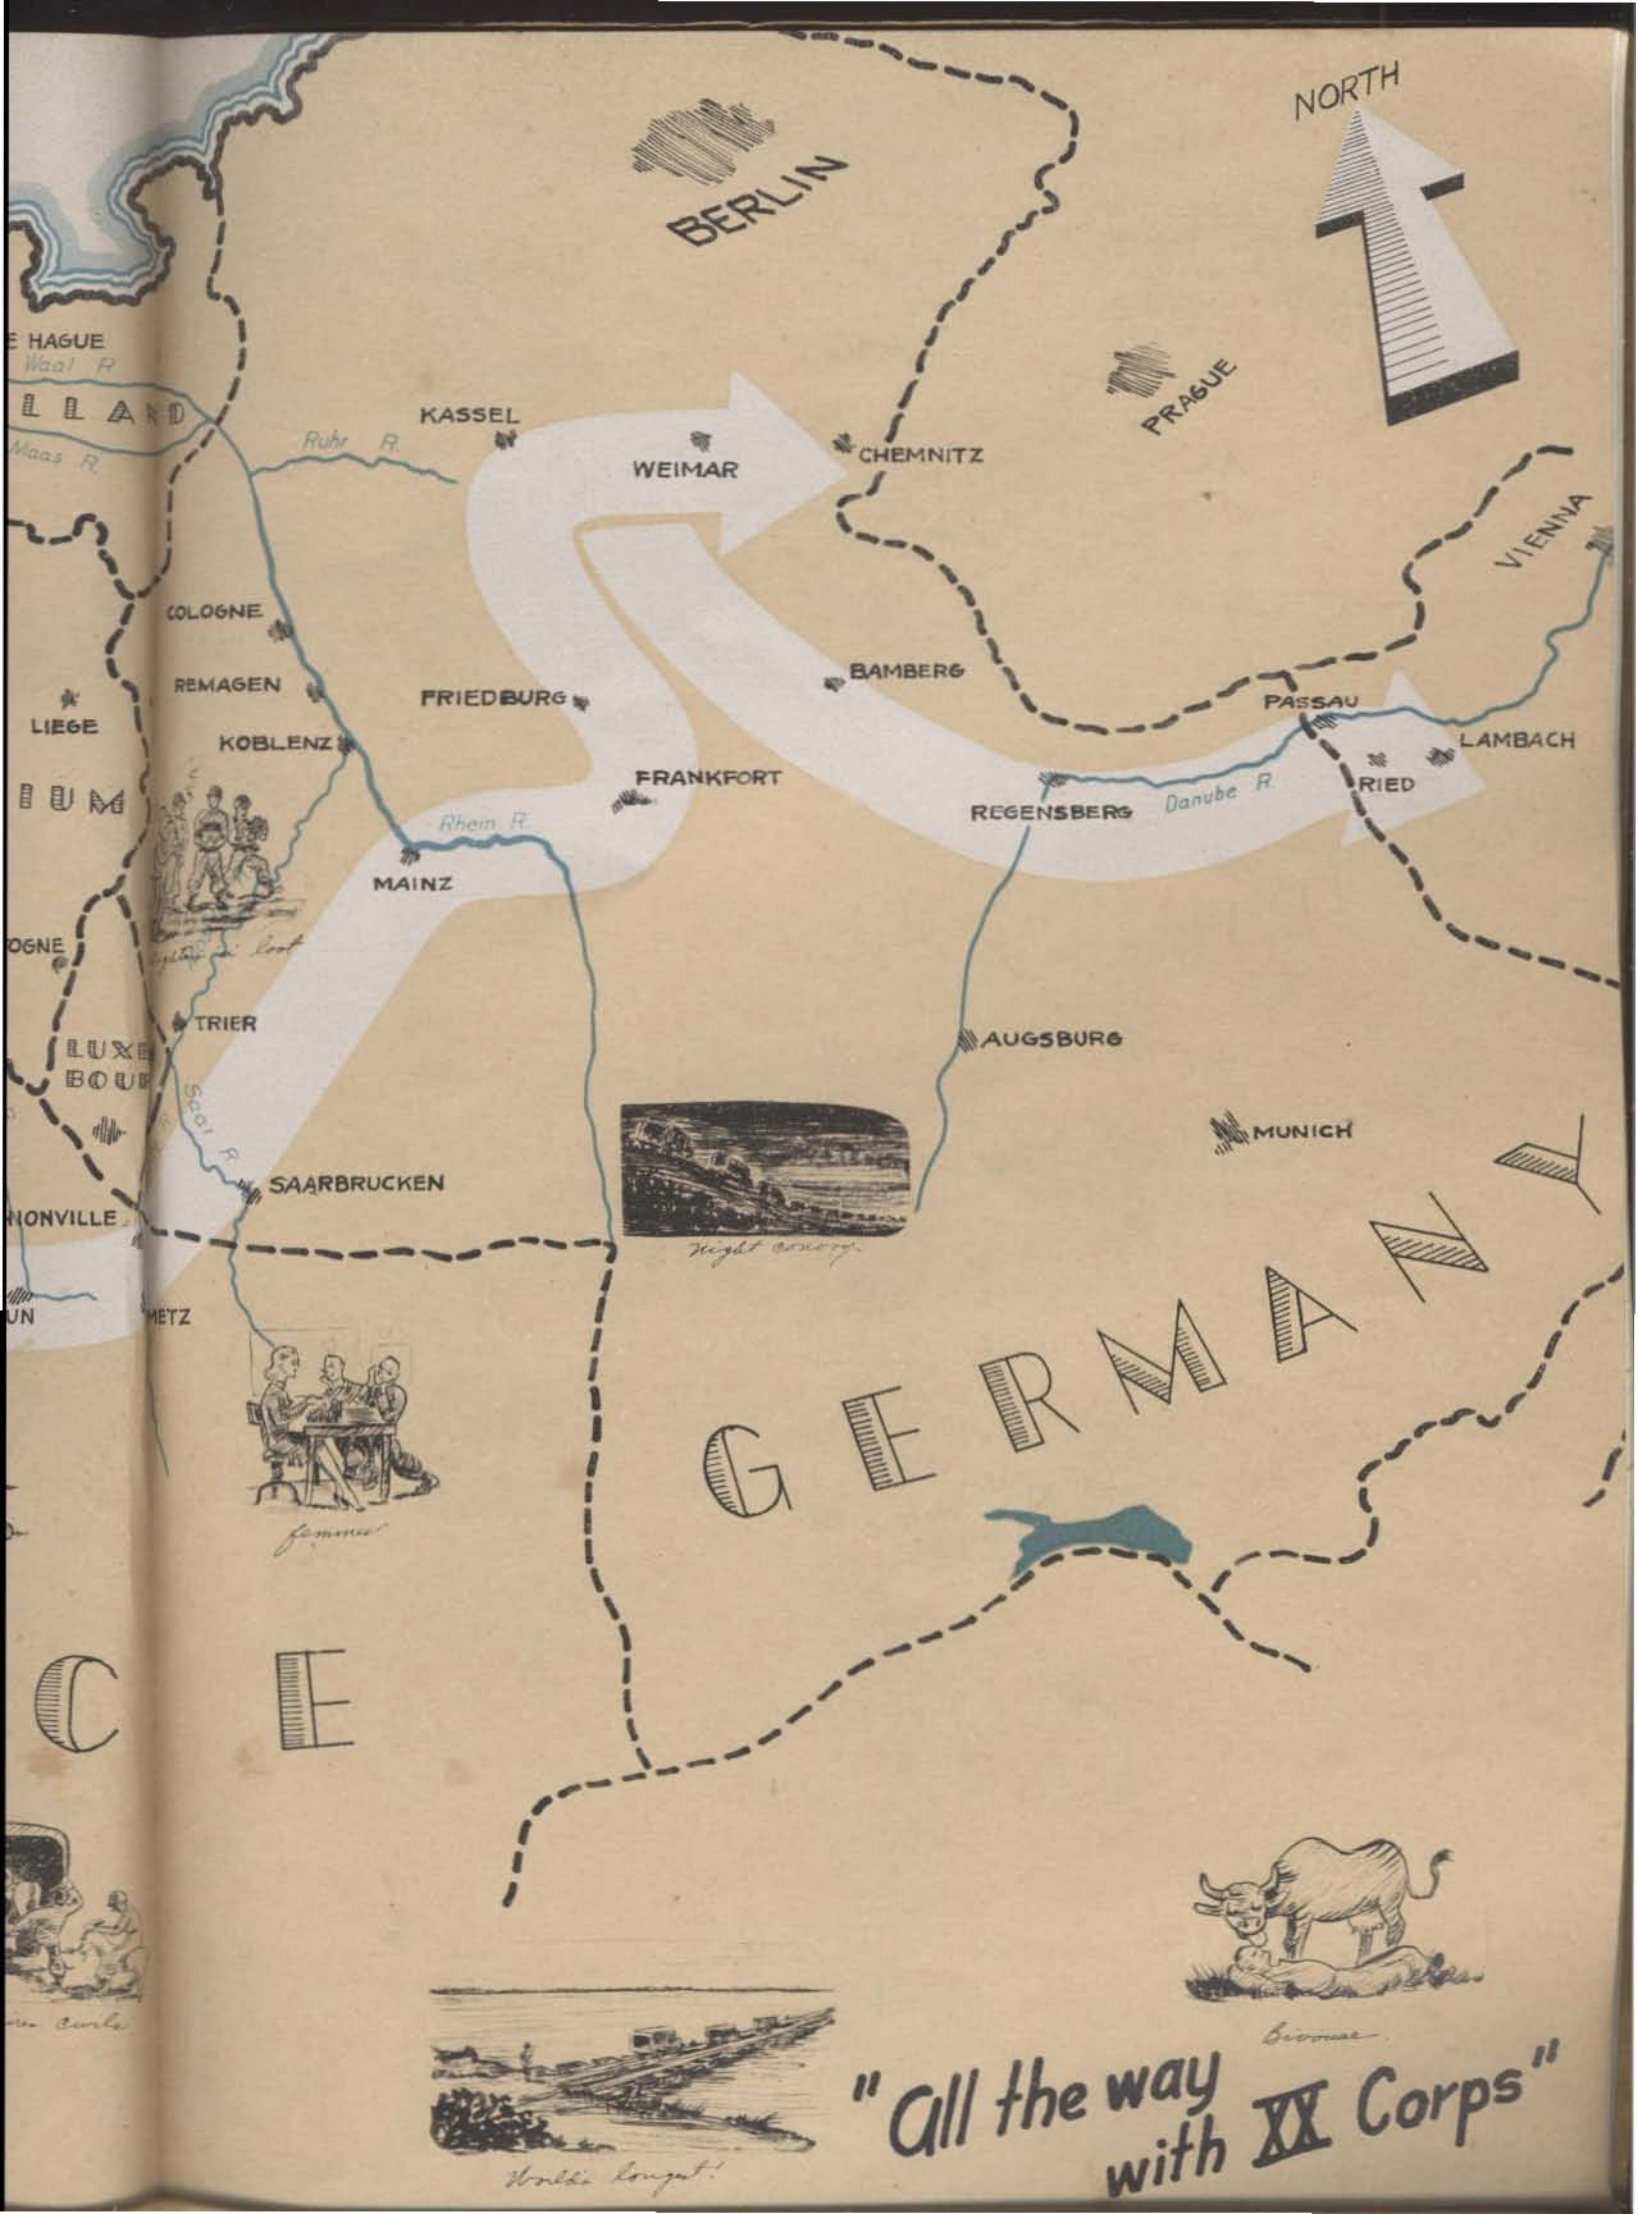 NORTH
BERLIN
E HAGUE
Waal R.
LLAND
Maas R.
Ruhr R.
KASSEL
WEIMAR
CHEMNITZ
PRAGUE
VIENNA
COLOGNE
REMAGEN
KOBLENZ
LIEGE
IUM
FRIEDBURG
BAMBERG
FRANKFORT
PASSAU
LAMBACH
RIED
REGENSBERG
Danube R.
Rhein R.
MAINZ
loot
OGNE
TRIER
LUXE
BOUR
Saar R.
AUGSBURG
MUNICH
SAARBRUCKEN
NONVILLE
Night convoy
UN
METZ
GERMANY
femmes
C E
Bivouac
World's longest!
"All the way
with XX Corps"